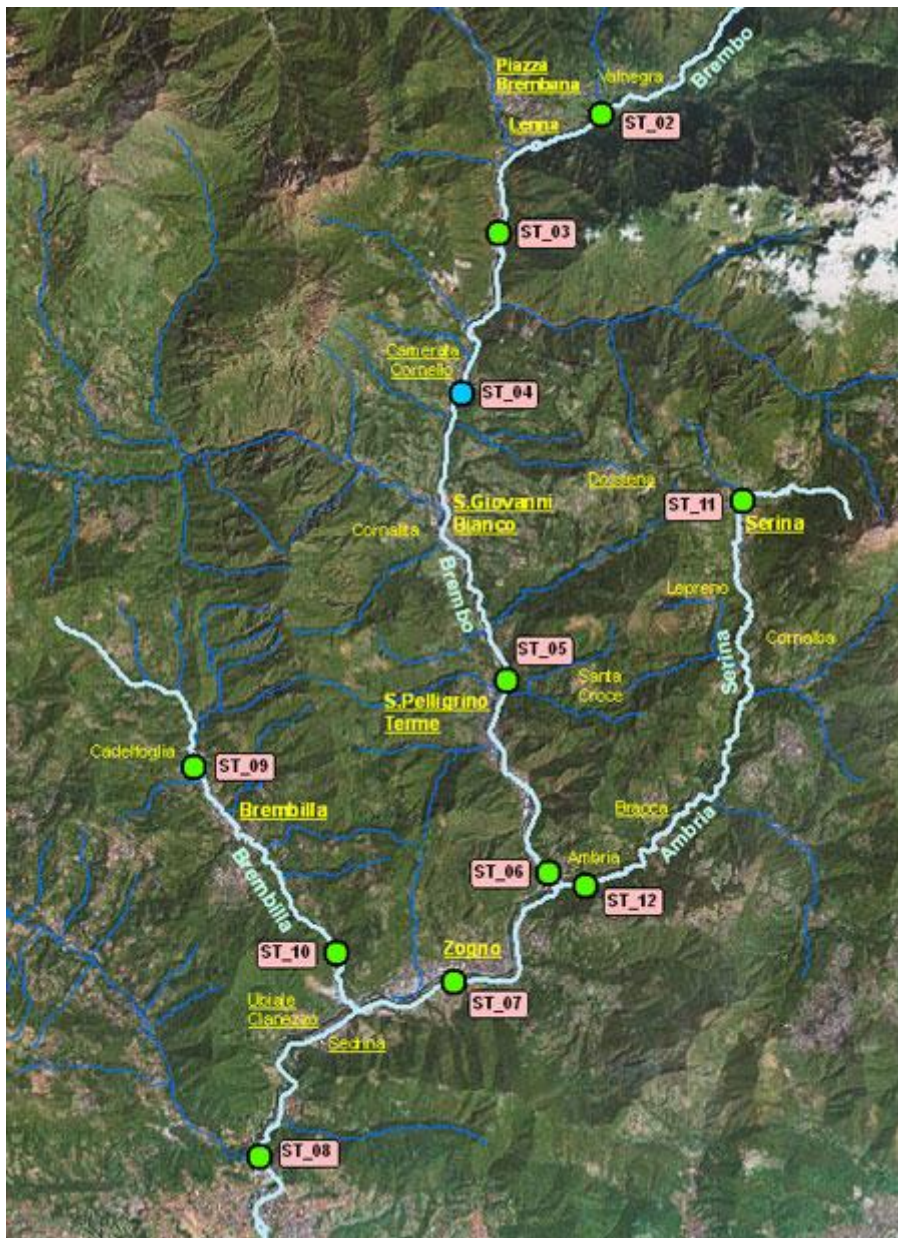 Piazza
Brembana
Valnegra
Brembo
Lenna
ST_02
ST_03
Camerata
Cornello
ST_04
Dossena
ST_11
S.Giovanni
Bianco
Serina
Cornalita
Brembo
Lepreno
Serina
Cornalba
ST_05
Santa
Croce
S.Pelligrino
Terme
Cadelfoglia
ST_09
Brembilla
Bracca
Ambria
Brembilla
ST_06
Ambria
ST_12
ST_10
Zogno
ST_07
Ubiale
Clanezzo
Sedrina
ST_08